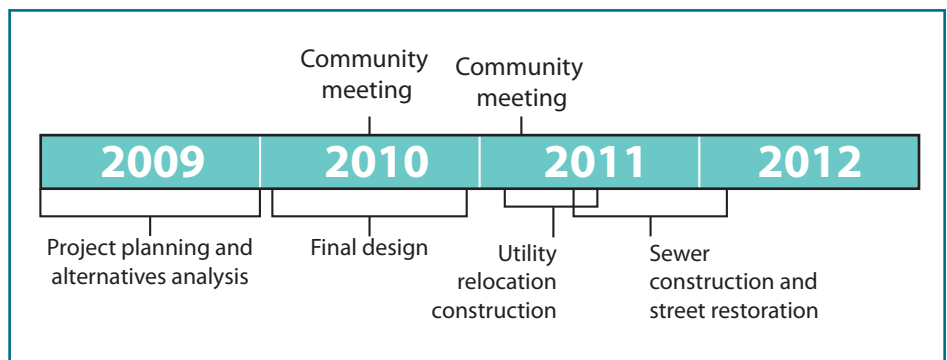 Community
meeting
Community
meeting
2009
2010
2011
2012
Project planning and
alternatives analysis
Final design
Utility
relocation
construction
Sewer
construction and
street restoration